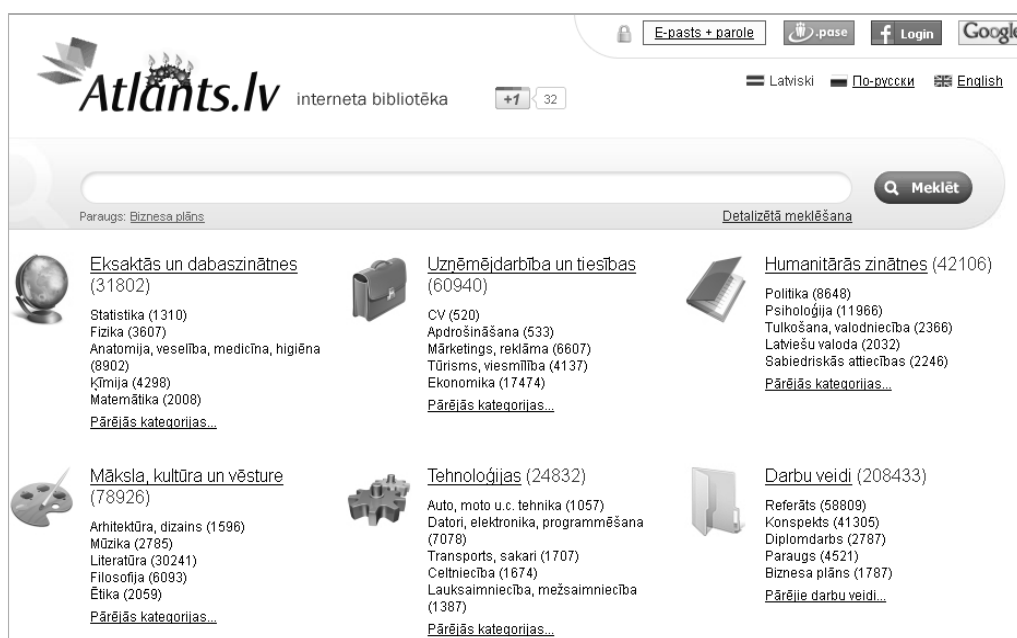 E-pasts + parole
.pase
f Login
Google
Atlants.lv interneta bibliotēka
+1 32
Latviski По-русски English
Meklēt
Paraugs: Biznesa plāns
Detalizētā meklēšana
Eksaktās un dabaszinātnes
(31802)
Statistika (1310)
Fizika (3607)
Anatomija, veselība, medicīna, higiēna
(8902)
Ķīmija (4298)
Matemātika (2008)
Pārējās kategorijas...
Uzņēmējdarbība un tiesības
(60940)
CV (520)
Apdrošināšana (533)
Mārketings, reklāma (6607)
Tūrisms, viesmīlība (4137)
Ekonomika (17474)
Pārējās kategorijas...
Humanitārās zinātnes (42106)
Politika (8648)
Psiholoģija (11966)
Tulkošana, valodniecība (2366)
Latviešu valoda (2032)
Sabiedriskās attiecības (2246)
Pārējās kategorijas...
Māksla, kultūra un vēsture
(78926)
Arhitektūra, dizains (1596)
Mūzika (2785)
Literatūra (30241)
Filosofija (6093)
Ētika (2059)
Pārējās kategorijas...
Tehnoloģijas (24832)
Auto, moto u.c. tehnika (1057)
Datori, elektronika, programmēšana
(7078)
Transports, sakari (1707)
Celtniecība (1674)
Lauksaimniecība, mežsaimniecība
(1387)
Pārējās kategorijas...
Darbu veidi (208433)
Referāts (58809)
Konspekts (41305)
Diplomdarbs (2787)
Paraugs (4521)
Biznesa plāns (1787)
Pārējie darbu veidi...